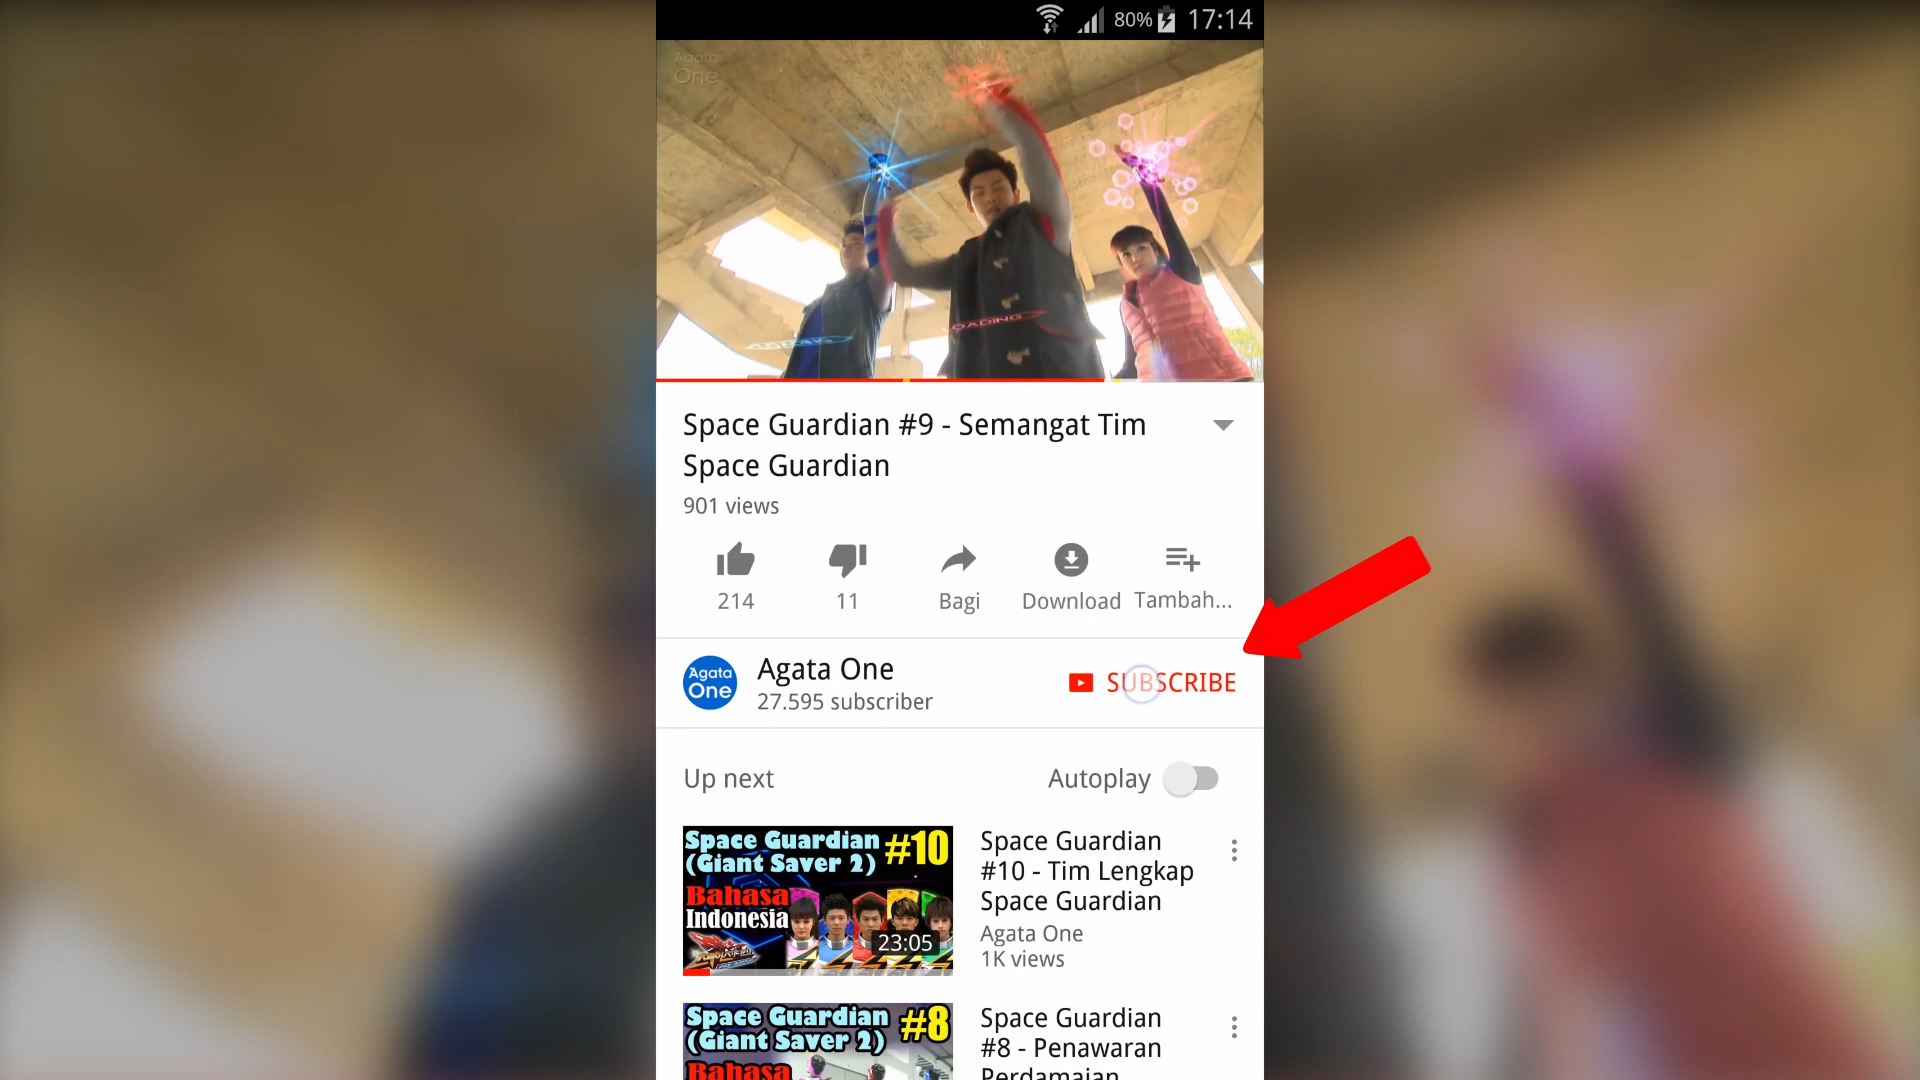 80% 17:14
Agata
One
LOADING
Space Guardian #9 - Semangat Tim
Space Guardian
901 views
214 11 Bagi Download Tambah...
Agata
One
Agata One
27.595 subscriber
SUBSCRIBE
Up next
Autoplay
Space Guardian #10
(Giant Saver 2)
Bahasa
Indonesia
23:05
Space Guardian
#10 - Tim Lengkap
Space Guardian
Agata One
1K views
Space Guardian #8
(Giant Saver 2)
Bahasa
Space Guardian
#8 - Penawaran
Perdamaian